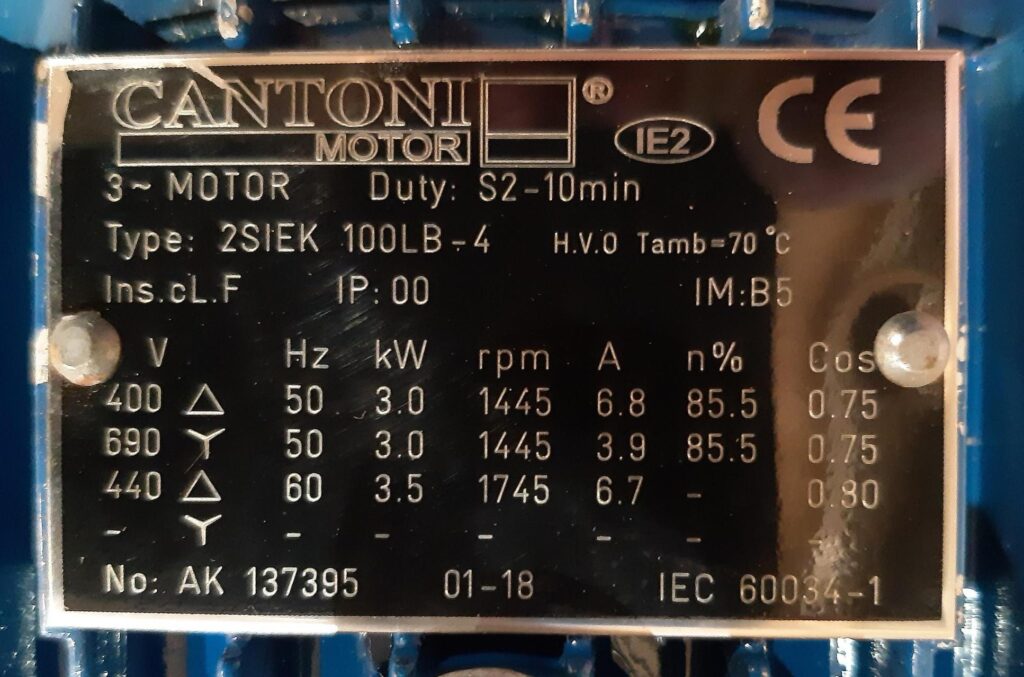 CANTONI
MOTOR ® IE2 CE
3~ MOTOR Duty: S2-10min
Type: 2SIEK 100LB-4 H.V.O Tamb=70°C
Ins.cL.F IP:00 IM:B5
V Hz kW rpm A n% Cos
400 △ 50 3.0 1445 6.8 85.5 0.75
690 Y 50 3.0 1445 3.9 85.5 0.75
440 △ 60 3.5 1745 6.7 - 0.80
- Y - - - - - -
No: AK 137395 01-18 IEC 60034-1